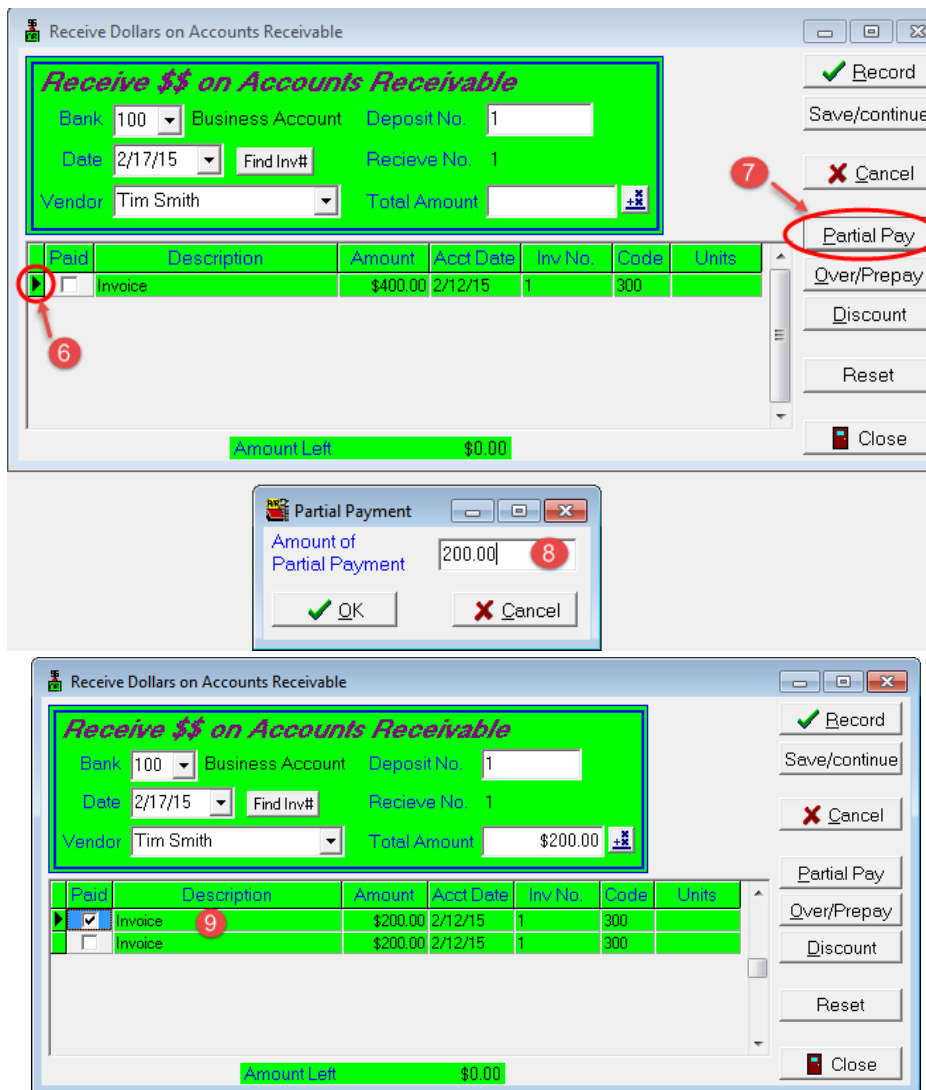 Receive Dollars on Accounts Receivable
Receive $$ on Accounts Receivable
Record
Bank 100 Business Account Deposit No. 1
Save/continue
Date 2/17/15 Find Inv# Recieve No. 1
7
Cancel
Vendor Tim Smith Total Amount
Partial Pay
Paid Description Amount Acct Date Inv No. Code Units
Over/Prepay
Invoice $400.00 2/12/15 1 300
Discount
6
Reset
Close
Amount Left $0.00
Partial Payment
Amount of
Partial Payment 200.00 8
OK Cancel
Receive Dollars on Accounts Receivable
Receive $$ on Accounts Receivable
Record
Bank 100 Business Account Deposit No. 1
Save/continue
Date 2/17/15 Find Inv# Recieve No. 1
Cancel
Vendor Tim Smith Total Amount $200.00
Partial Pay
Paid Description Amount Acct Date Inv No. Code Units
Over/Prepay
Invoice 9 $200.00 2/12/15 1 300
Invoice $200.00 2/12/15 1 300
Discount
Reset
Close
Amount Left $0.00